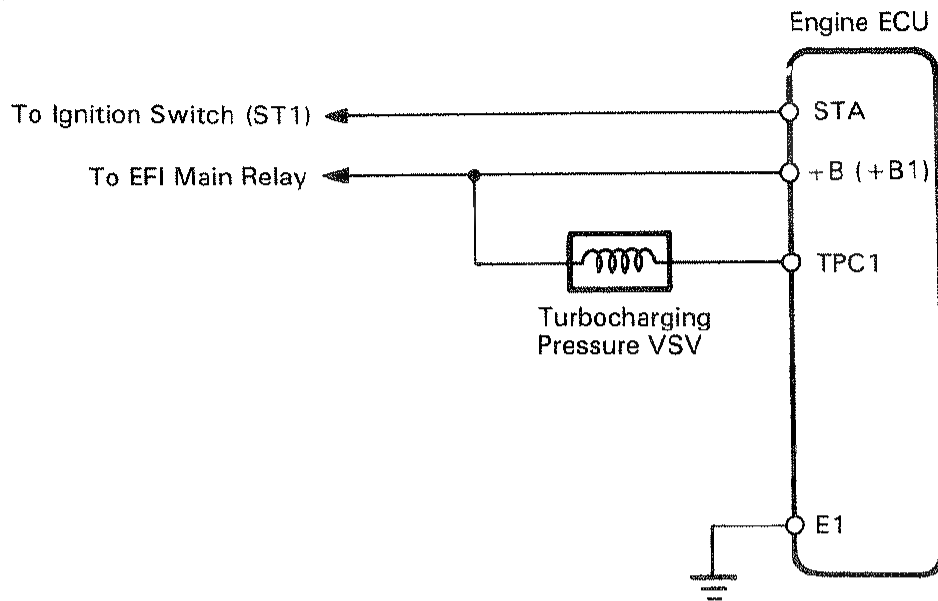 Engine ECU
To Ignition Switch (ST1)
STA
To EFI Main Relay
+B (+B1)
TPC1
Turbocharging
Pressure VSV
E1